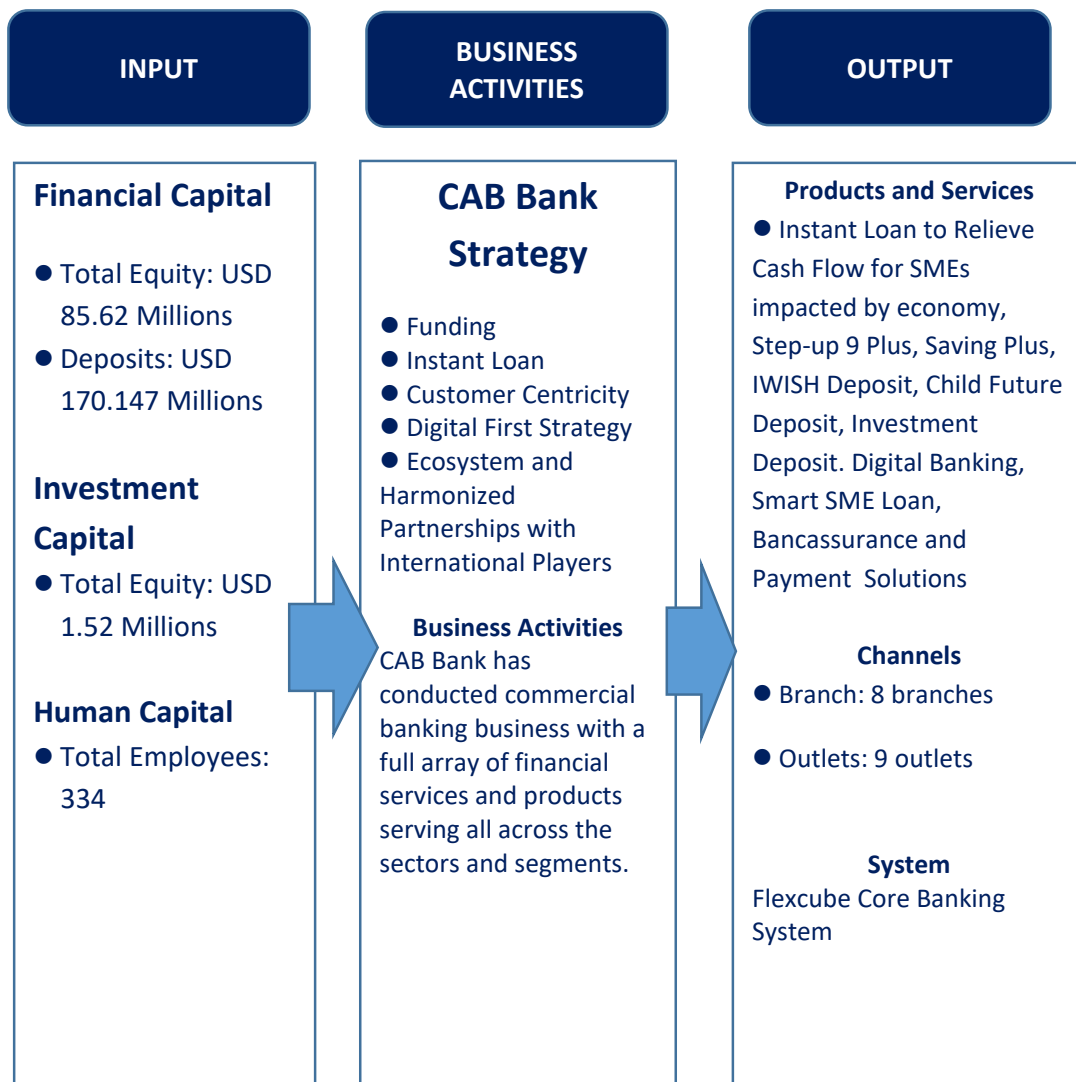 INPUT
BUSINESS
ACTIVITIES
OUTPUT
Financial Capital
● Total Equity: USD
85.62 Millions
● Deposits: USD
170.147 Millions
Investment
Capital
● Total Equity: USD
1.52 Millions
Human Capital
● Total Employees:
334
CAB Bank
Strategy
● Funding
● Instant Loan
● Customer Centricity
● Digital First Strategy
● Ecosystem and
Harmonized
Partnerships with
International Players
Business Activities
CAB Bank has
conducted commercial
banking business with a
full array of financial
services and products
serving all across the
sectors and segments.
Products and Services
● Instant Loan to Relieve
Cash Flow for SMEs
impacted by economy,
Step-up 9 Plus, Saving Plus,
IWISH Deposit, Child Future
Deposit, Investment
Deposit. Digital Banking,
Smart SME Loan,
Bancassurance and
Payment  Solutions
Channels
● Branch: 8 branches
● Outlets: 9 outlets
System
Flexcube Core Banking
System